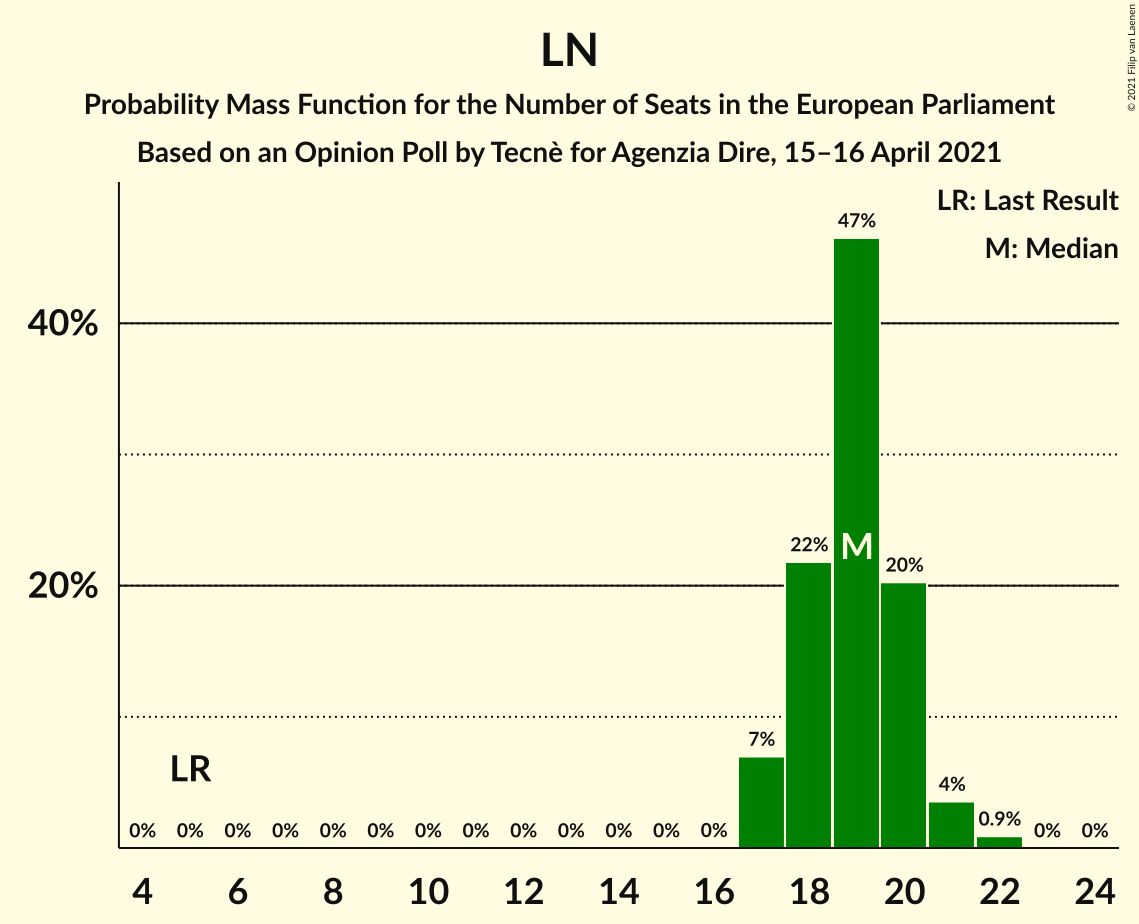 LN
Probability Mass Function for the Number of Seats in the European Parliament
Based on an Opinion Poll by Tecnè for Agenzia Dire, 15–16 April 2021
© 2021 Filip van Laenen
LR: Last Result
M: Median
47%
40%
22%
M
20%
20%
7%
LR
4%
0.9%
0% 0% 0% 0% 0% 0% 0% 0% 0% 0% 0% 0% 0% 0% 0%
4 6 8 10 12 14 16 18 20 22 24